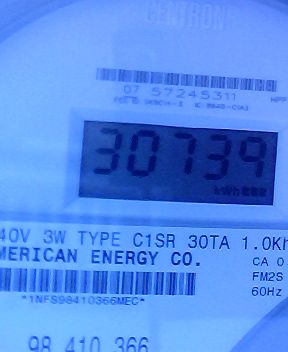 CENTRON
07 57245311
30739
40V 3W TYPE C1SR 30TA 1.0Kh
MERICAN ENERGY CO.
CA 0
FM2S
60Hz
*1NFS98410366MEC*
98 410 366